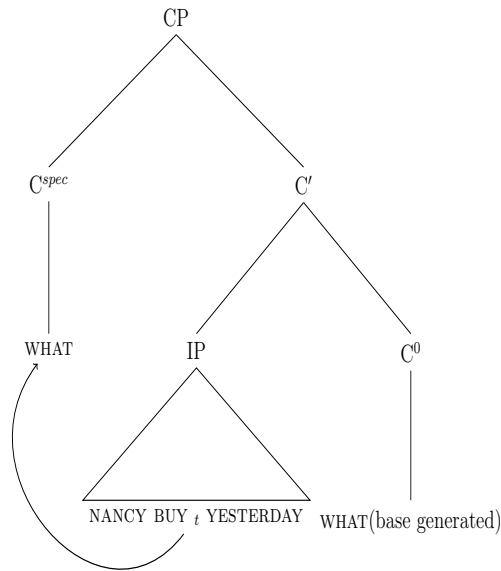 CP
C^spec C′
WHAT IP C^0
NANCY BUY t YESTERDAY WHAT(base generated)